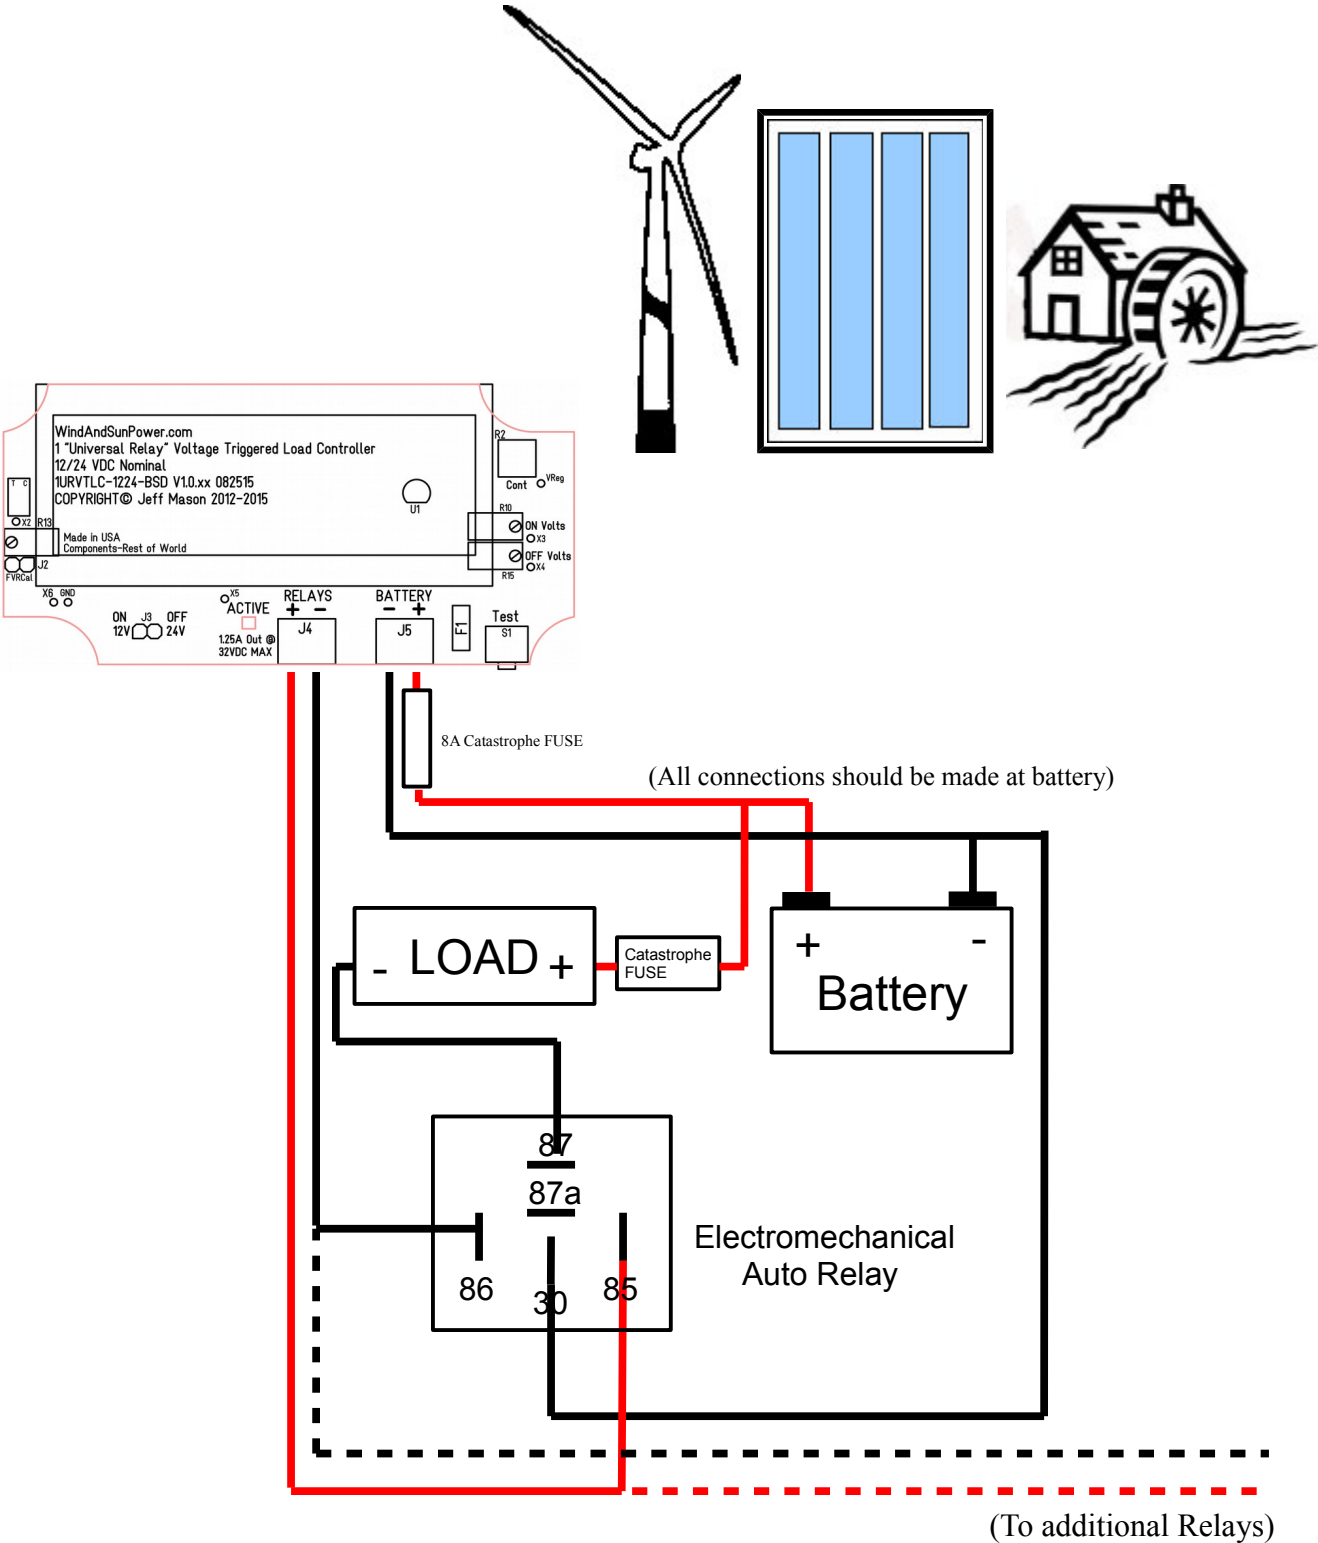 WindAndSunPower.com
1 "Universal Relay" Voltage Triggered Load Controller
12/24 VDC Nominal
1URVTLC-1224-BSD V1.0.xx 082515
COPYRIGHT© Jeff Mason 2012-2015
U1
R2
Cont
VReg
R10
ON Volts
X3
OFF Volts
X4
R15
T C
X2
R13
Made in USA
Components-Rest of World
J2
FVRCal
X6 GND
X5
ACTIVE
ON J3 OFF
12V 24V
1.25A Out @
32VDC MAX
RELAYS
+ -
J4
BATTERY
- +
J5
F1
Test
S1
8A Catastrophe FUSE
(All connections should be made at battery)
- LOAD +
Catastrophe
FUSE
+ -
Battery
87
87a
86
30
85
Electromechanical
Auto Relay
(To additional Relays)